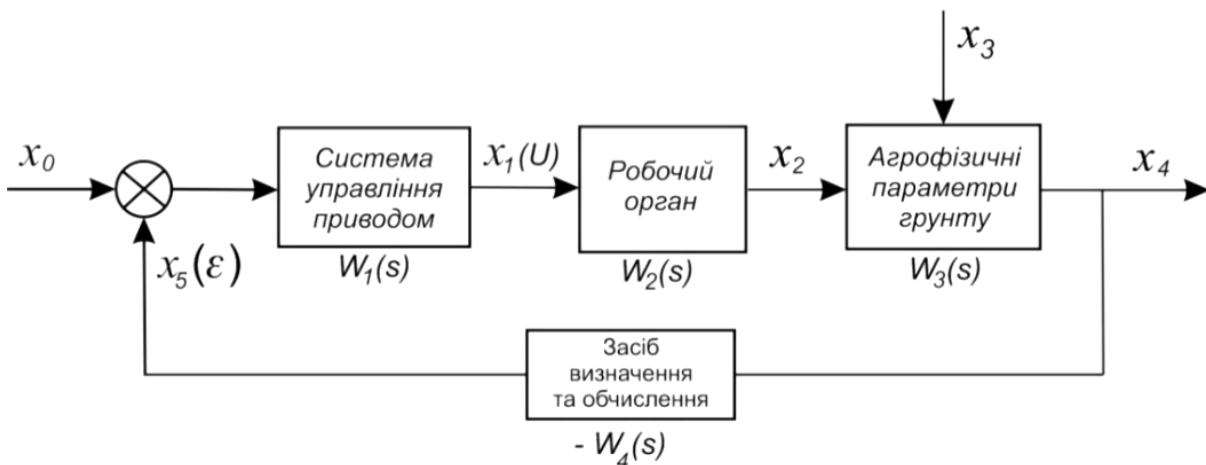 x₃
x₀
Система
управління
приводом
x₁(U)
Робочий
орган
x₂
Агрофізичні
параметри
грунту
x₄
x₅(ε)
W₁(s)
W₂(s)
W₃(s)
Засіб
визначення
та обчислення
- W₄(s)